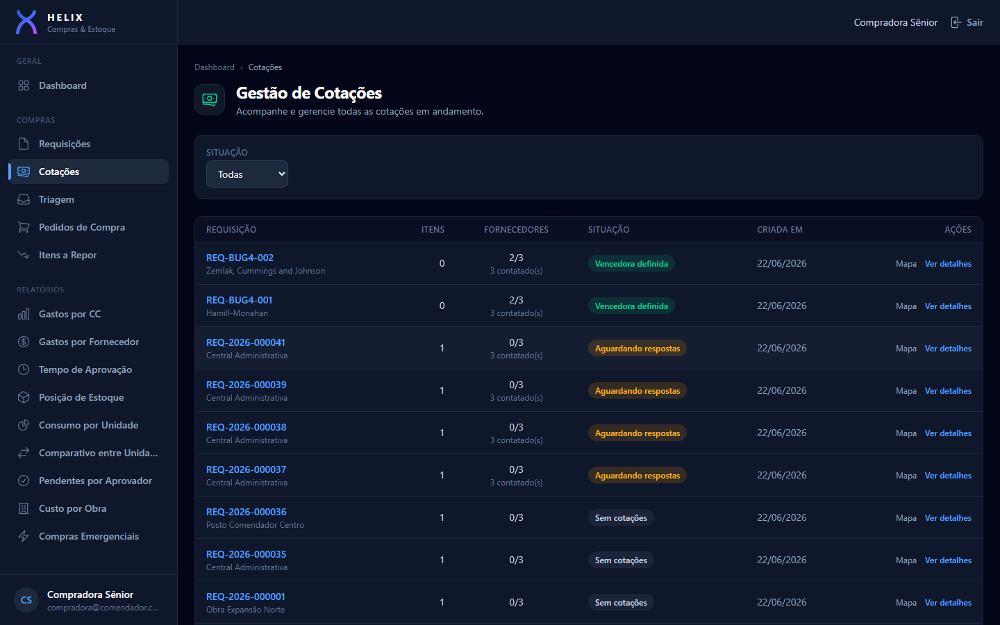 HELIX
Compras & Estoque
Compradora Sênior
Sair
GERAL
Dashboard
COMPRAS
Requisições
Cotações
Triagem
Pedidos de Compra
Itens a Repor
RELATÓRIOS
Gastos por CC
Gastos por Fornecedor
Tempo de Aprovação
Posição de Estoque
Consumo por Unidade
Comparativo entre Unida...
Pendentes por Aprovador
Custo por Obra
Compras Emergenciais
CS
Compradora Sênior
compradora@comendador.c...
Dashboard › Cotações
Gestão de Cotações
Acompanhe e gerencie todas as cotações em andamento.
SITUAÇÃO
Todas
REQUISIÇÃO ITENS FORNECEDORES SITUAÇÃO CRIADA EM AÇÕES
REQ-BUG4-002
Zemlak, Cummings and Johnson
0
2/3
3 contatado(s)
Vencedora definida
22/06/2026
Mapa Ver detalhes
REQ-BUG4-001
Hamill-Monahan
0
2/3
3 contatado(s)
Vencedora definida
22/06/2026
Mapa Ver detalhes
REQ-2026-000041
Central Administrativa
1
0/3
3 contatado(s)
Aguardando respostas
22/06/2026
Mapa Ver detalhes
REQ-2026-000039
Central Administrativa
1
0/3
3 contatado(s)
Aguardando respostas
22/06/2026
Mapa Ver detalhes
REQ-2026-000038
Central Administrativa
1
0/3
3 contatado(s)
Aguardando respostas
22/06/2026
Mapa Ver detalhes
REQ-2026-000037
Central Administrativa
1
0/3
3 contatado(s)
Aguardando respostas
22/06/2026
Mapa Ver detalhes
REQ-2026-000036
Posto Comendador Centro
1
0/3
Sem cotações
22/06/2026
Mapa Ver detalhes
REQ-2026-000035
Central Administrativa
1
0/3
Sem cotações
22/06/2026
Mapa Ver detalhes
REQ-2026-000001
Obra Expansão Norte
1
0/3
Sem cotações
22/06/2026
Mapa Ver detalhes